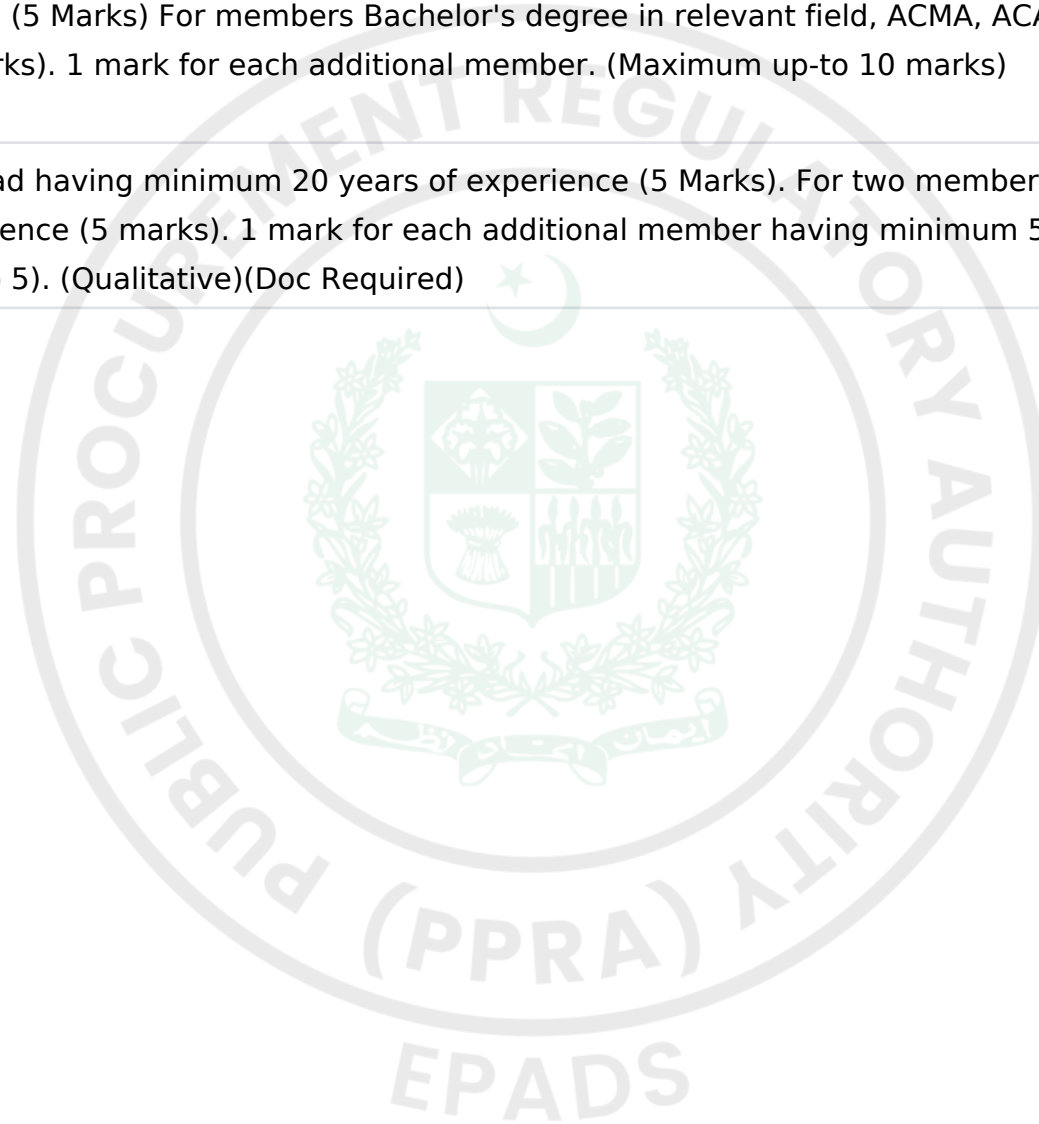 (5 Marks) For members Bachelor's degree in relevant field, ACMA, ACA
rks). 1 mark for each additional member. (Maximum up-to 10 marks)
ad having minimum 20 years of experience (5 Marks). For two member
ence (5 marks). 1 mark for each additional member having minimum 5
5). (Qualitative)(Doc Required)
PUBLIC PROCUREMENT REGULATORY AUTHORITY
(PPRA)
EPADS